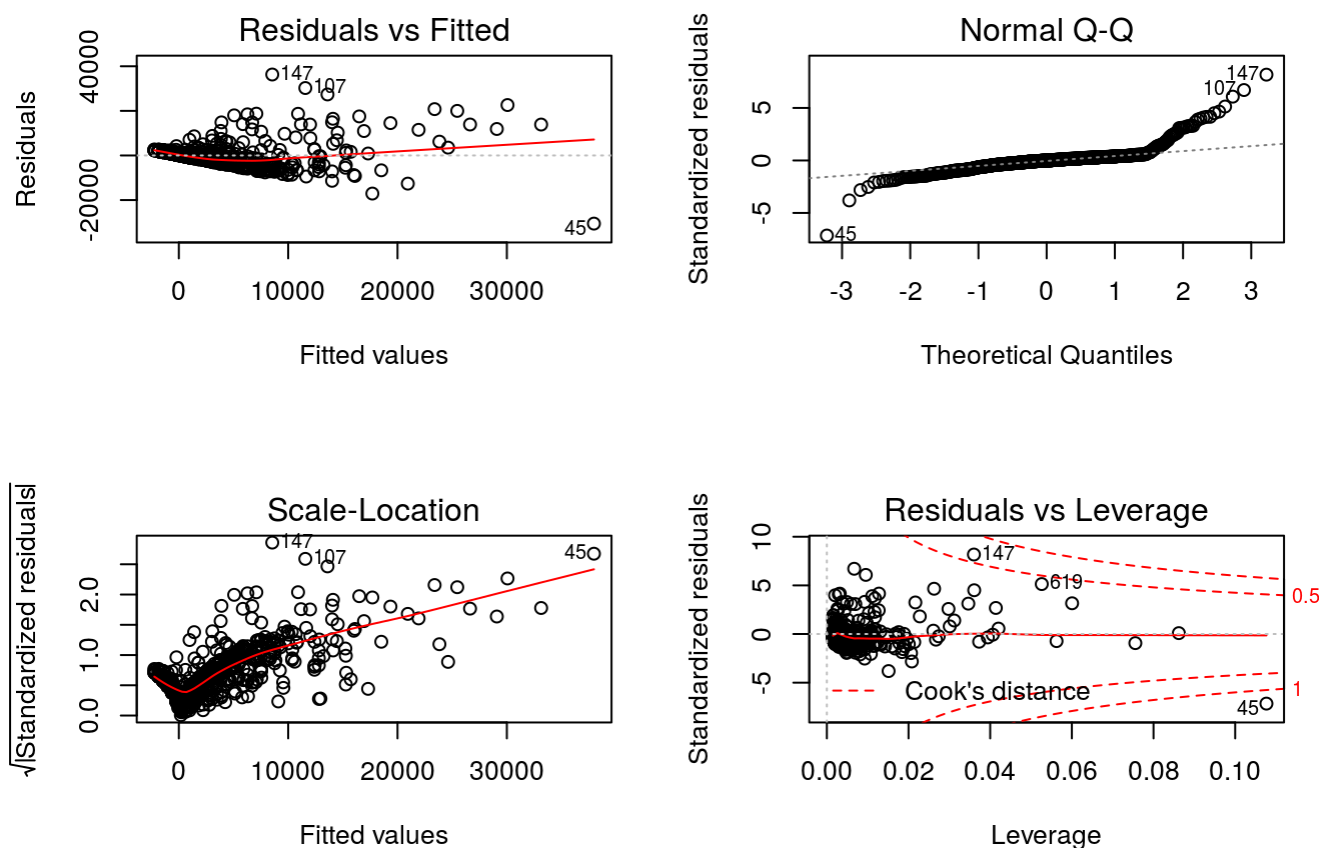 Residuals vs Fitted
Residuals
40000
-20000
147
107
45
0 10000 20000 30000
Fitted values
Normal Q-Q
Standardized residuals
5
0
-5
147
107
45
-3 -2 -1 0 1 2 3
Theoretical Quantiles
Scale-Location
√|Standardized residuals|
2.0
1.0
0.0
147
107
45
0 10000 20000 30000
Fitted values
Residuals vs Leverage
Standardized residuals
10
5
0
-5
147
619
45
0.5
1
Cook's distance
0.00 0.02 0.04 0.06 0.08 0.10
Leverage